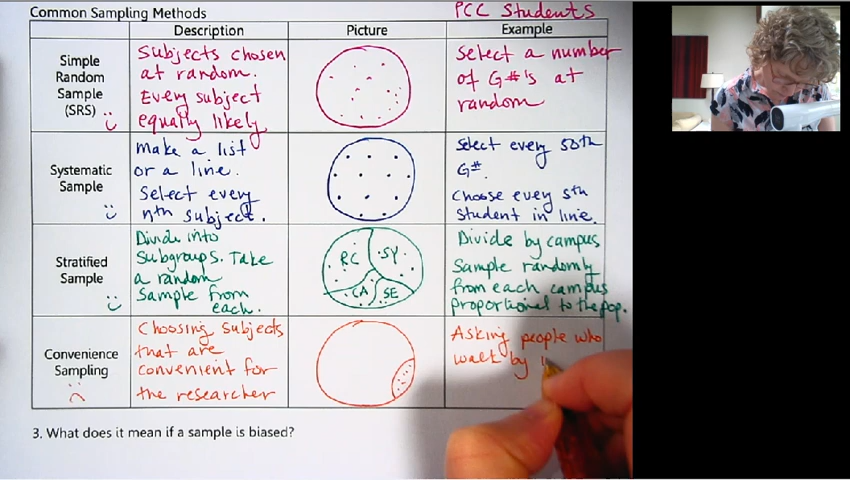 Common Sampling Methods
PCC Students
Description
Picture
Example
Simple
Random
Sample
(SRS)
Subjects chosen
at random.
Every subject
equally likely
Select a number
of G#'s at
random
Systematic
Sample
Make a list
or a line.
Select every
nth subject.
Select every 50th
G#.
Choose every 5th
student in line.
Stratified
Sample
Divide into
Subgroups. Take
a random
Sample from
each.
RC
SY
CA
SE
Divide by campus
Sample randomly
from each campus
proportional to the pop.
Convenience
Sampling
Choosing subjects
that are
convenient for
the researcher
Asking people who
walk by
3. What does it mean if a sample is biased?